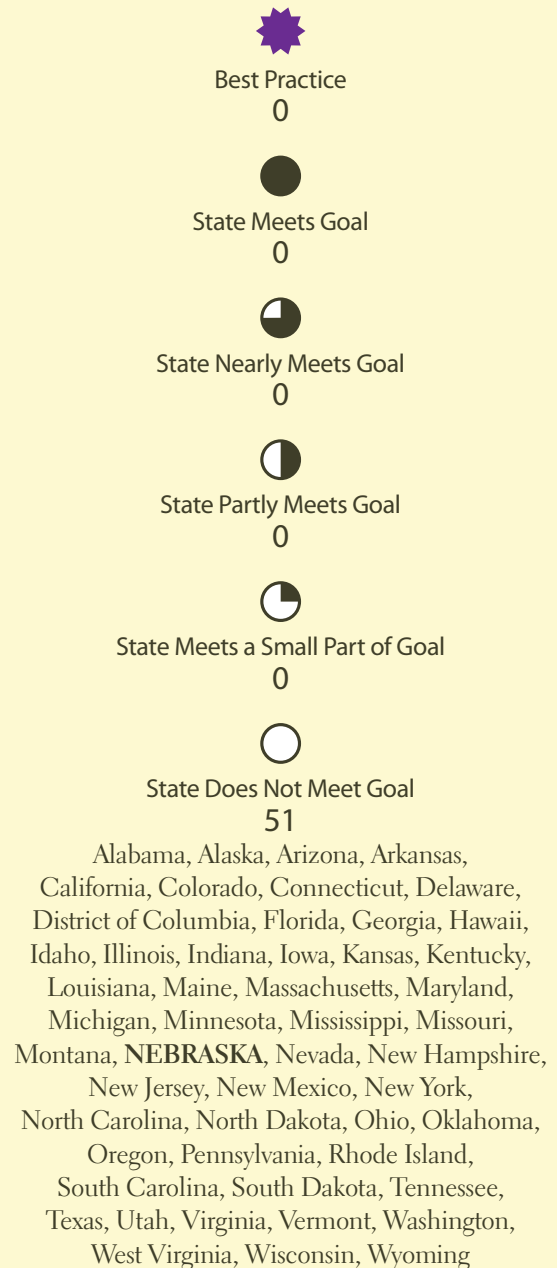 Best Practice
0
State Meets Goal
0
State Nearly Meets Goal
0
State Partly Meets Goal
0
State Meets a Small Part of Goal
0
State Does Not Meet Goal
51
Alabama, Alaska, Arizona, Arkansas,
California, Colorado, Connecticut, Delaware,
District of Columbia, Florida, Georgia, Hawaii,
Idaho, Illinois, Indiana, Iowa, Kansas, Kentucky,
Louisiana, Maine, Massachusetts, Maryland,
Michigan, Minnesota, Mississippi, Missouri,
Montana, NEBRASKA, Nevada, New Hampshire,
New Jersey, New Mexico, New York,
North Carolina, North Dakota, Ohio, Oklahoma,
Oregon, Pennsylvania, Rhode Island,
South Carolina, South Dakota, Tennessee,
Texas, Utah, Virginia, Vermont, Washington,
West Virginia, Wisconsin, Wyoming